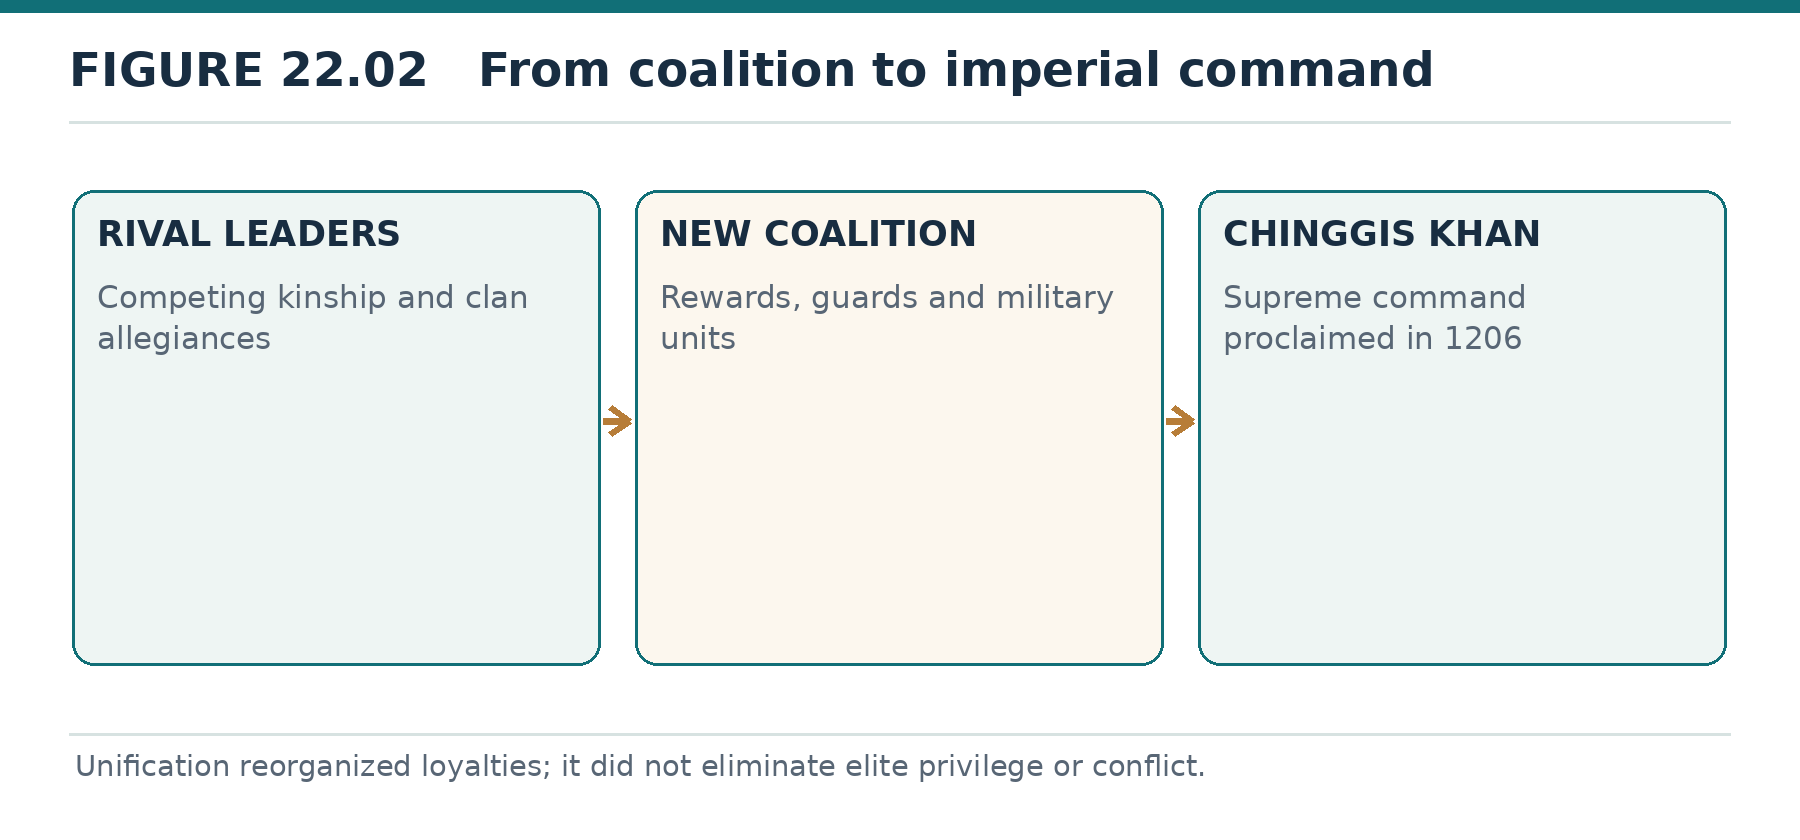 FIGURE 22.02 From coalition to imperial command
RIVAL LEADERS
Competing kinship and clan
allegiances
NEW COALITION
Rewards, guards and military
units
CHINGGIS KHAN
Supreme command
proclaimed in 1206
Unification reorganized loyalties; it did not eliminate elite privilege or conflict.